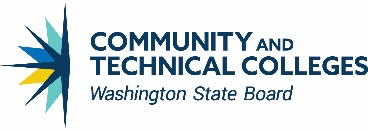 COMMUNITY AND
TECHNICAL COLLEGES
Washington State Board